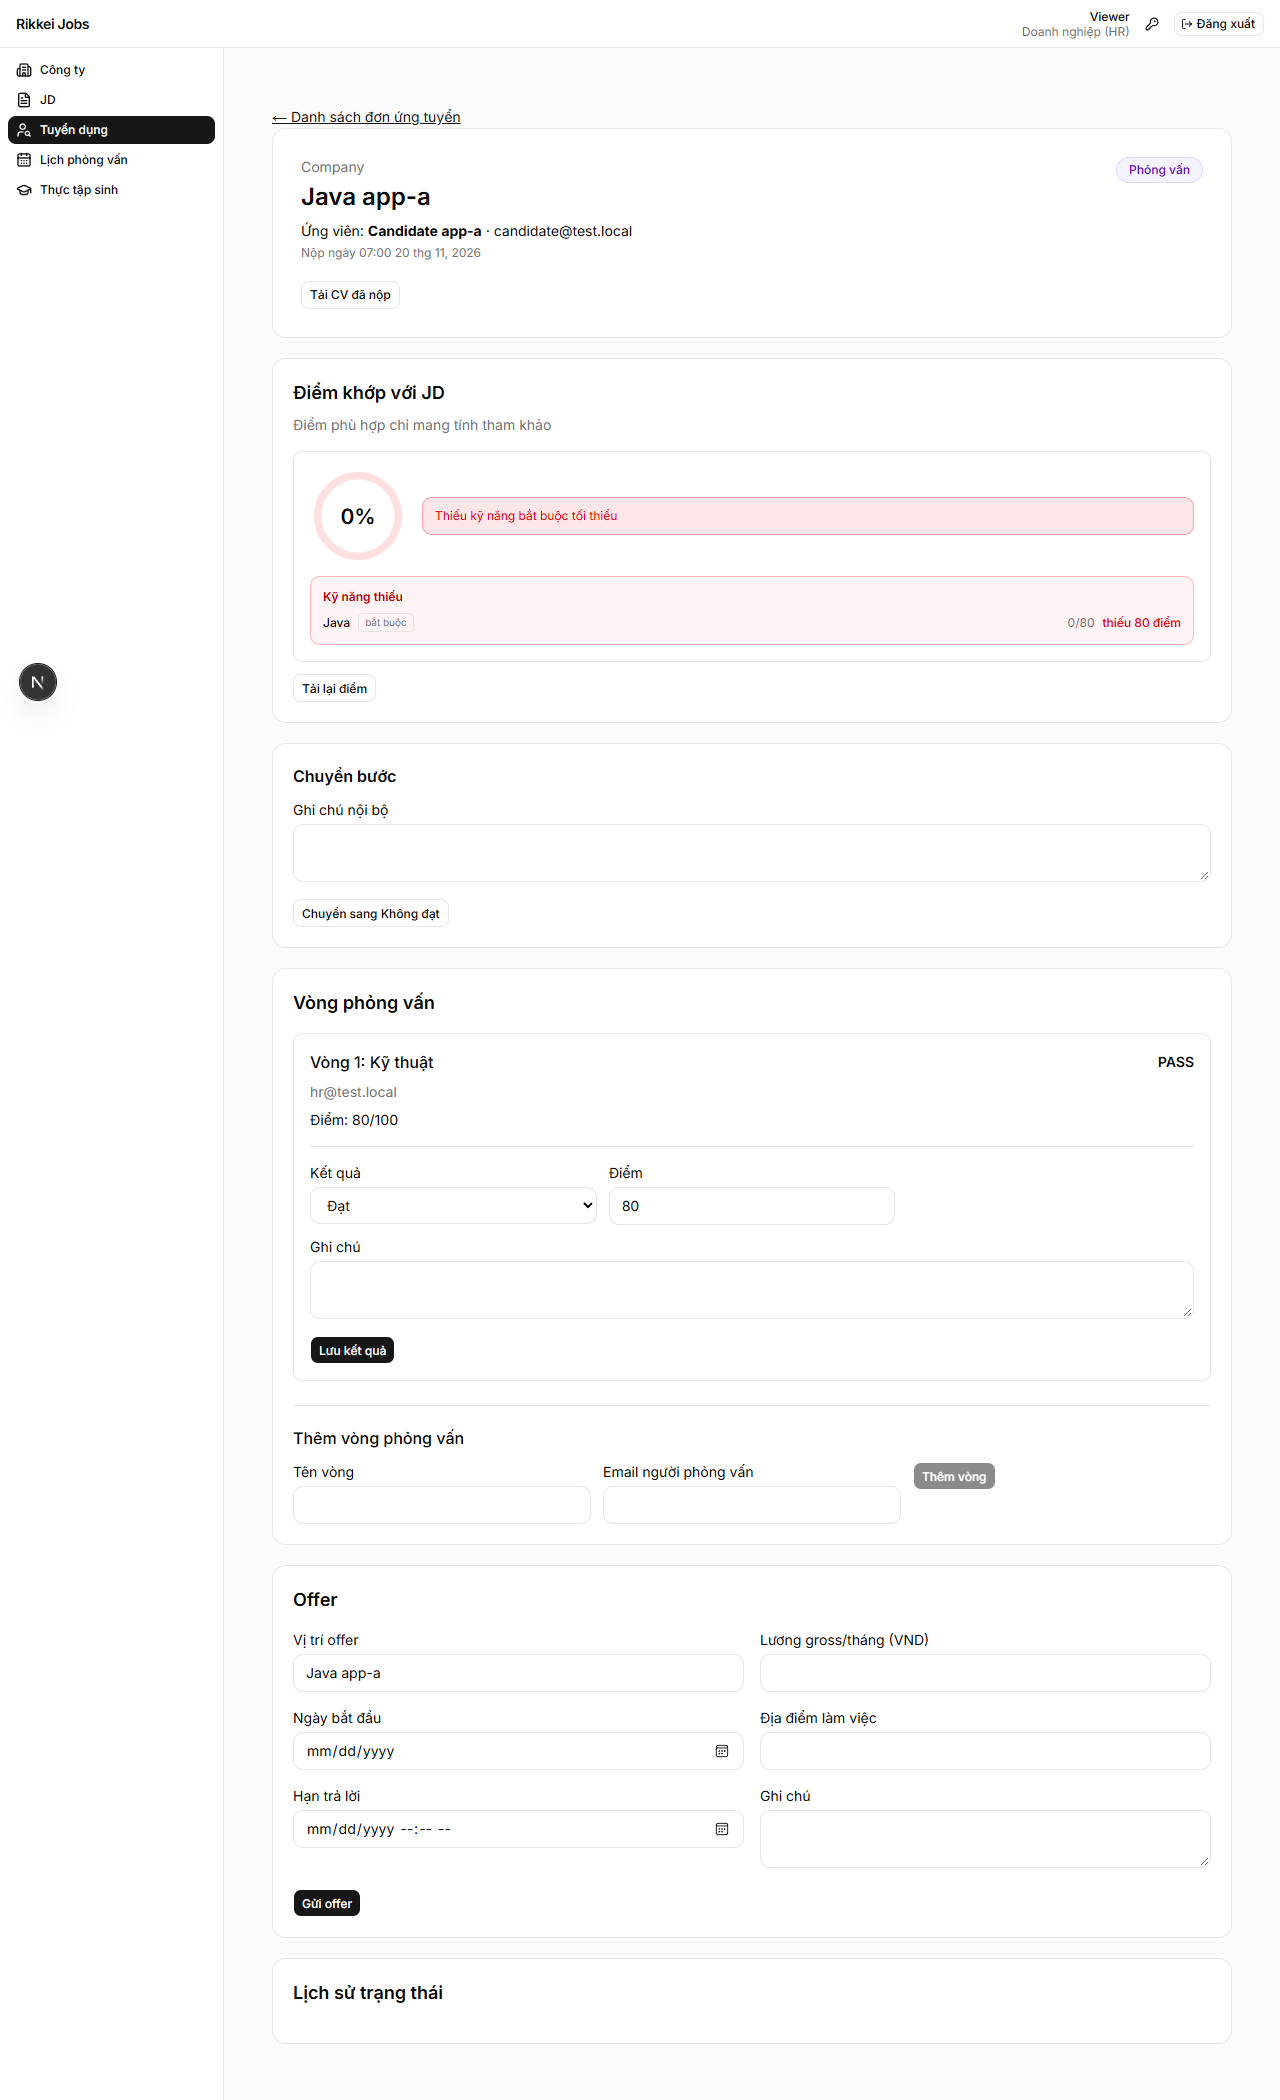 Rikkei Jobs
Viewer
Doanh nghiệp (HR)
Đăng xuất
Công ty
JD
Tuyển dụng
Lịch phỏng vấn
Thực tập sinh
← Danh sách đơn ứng tuyển
Company
Phỏng vấn
Java app-a
Ứng viên: Candidate app-a · candidate@test.local
Nộp ngày 07:00 20 thg 11, 2026
Tải CV đã nộp
Điểm khớp với JD
Điểm phù hợp chỉ mang tính tham khảo
0%
Thiếu kỹ năng bắt buộc tối thiểu
Kỹ năng thiếu
Java bắt buộc 0/80 thiếu 80 điểm
N
Tải lại điểm
Chuyển bước
Ghi chú nội bộ
Chuyển sang Không đạt
Vòng phỏng vấn
Vòng 1: Kỹ thuật PASS
hr@test.local
Điểm: 80/100
Kết quả Điểm
Đạt 80
Ghi chú
Lưu kết quả
Thêm vòng phỏng vấn
Tên vòng Email người phỏng vấn Thêm vòng
Offer
Vị trí offer Lương gross/tháng (VND)
Java app-a
Ngày bắt đầu Địa điểm làm việc
mm/dd/yyyy
Hạn trả lời Ghi chú
mm/dd/yyyy --:-- --
Gửi offer
Lịch sử trạng thái